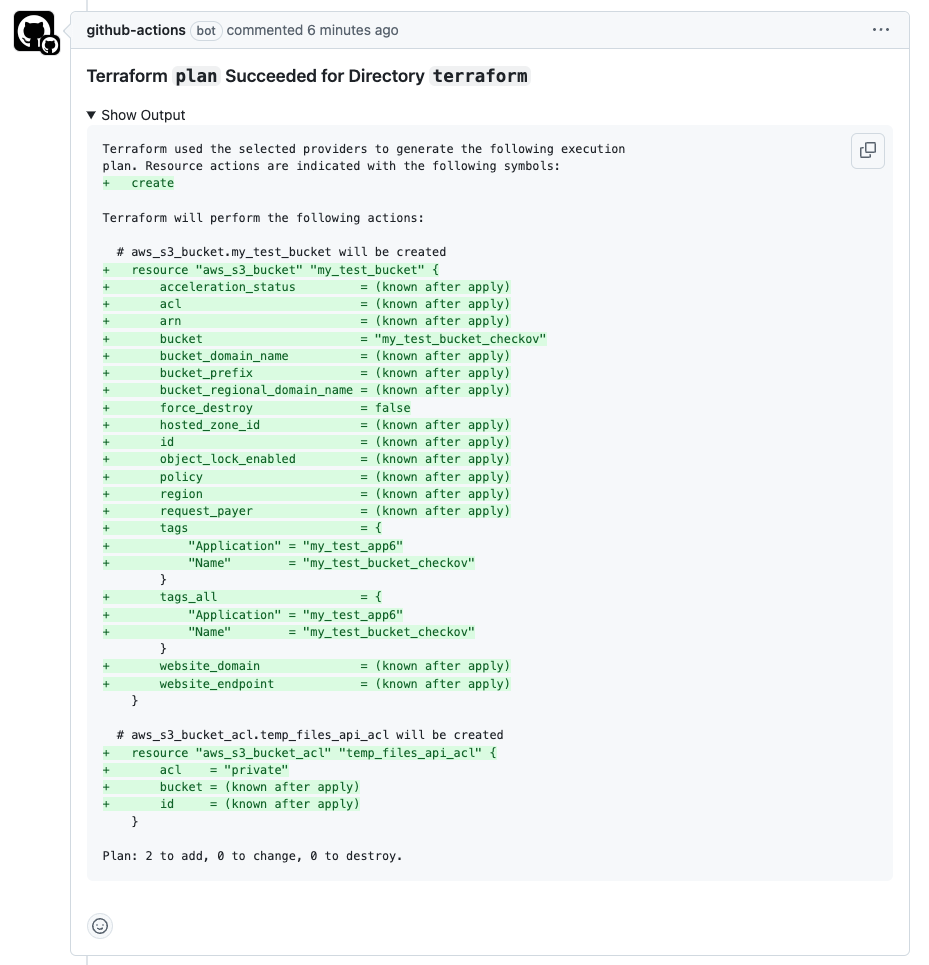 github-actions bot commented 6 minutes ago
Terraform plan Succeeded for Directory terraform
▼ Show Output
Terraform used the selected providers to generate the following execution
plan. Resource actions are indicated with the following symbols:
+   create

Terraform will perform the following actions:

  # aws_s3_bucket.my_test_bucket will be created
+   resource "aws_s3_bucket" "my_test_bucket" {
+       acceleration_status         = (known after apply)
+       acl                         = (known after apply)
+       arn                         = (known after apply)
+       bucket                      = "my_test_bucket_checkov"
+       bucket_domain_name          = (known after apply)
+       bucket_prefix               = (known after apply)
+       bucket_regional_domain_name = (known after apply)
+       force_destroy               = false
+       hosted_zone_id              = (known after apply)
+       id                          = (known after apply)
+       object_lock_enabled         = (known after apply)
+       policy                      = (known after apply)
+       region                      = (known after apply)
+       request_payer               = (known after apply)
+       tags                        = {
+           "Application" = "my_test_app6"
+           "Name"        = "my_test_bucket_checkov"
        }
+       tags_all                    = {
+           "Application" = "my_test_app6"
+           "Name"        = "my_test_bucket_checkov"
        }
+       website_domain              = (known after apply)
+       website_endpoint            = (known after apply)
    }

  # aws_s3_bucket_acl.temp_files_api_acl will be created
+   resource "aws_s3_bucket_acl" "temp_files_api_acl" {
+       acl    = "private"
+       bucket = (known after apply)
+       id     = (known after apply)
    }

Plan: 2 to add, 0 to change, 0 to destroy.